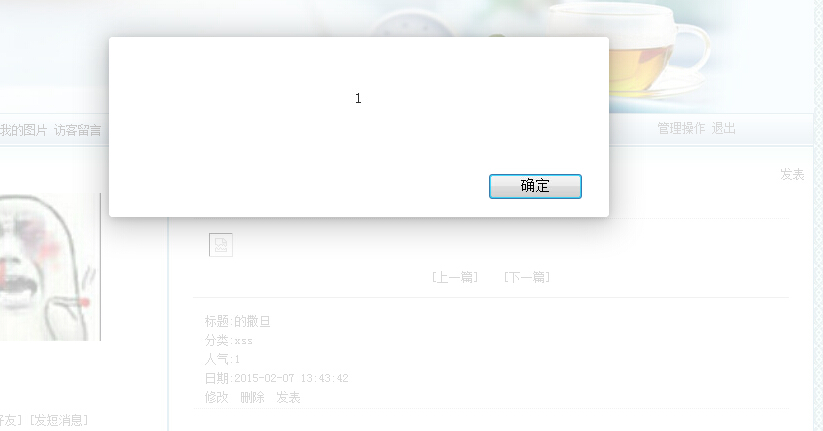 1
确定
我的图片 访客留言
管理操作 退出
发表
[上一篇] [下一篇]
标题:的撒旦
分类:xss
人气:1
日期:2015-02-07 13:43:42
修改 删除 发表
好友] [发短消息]